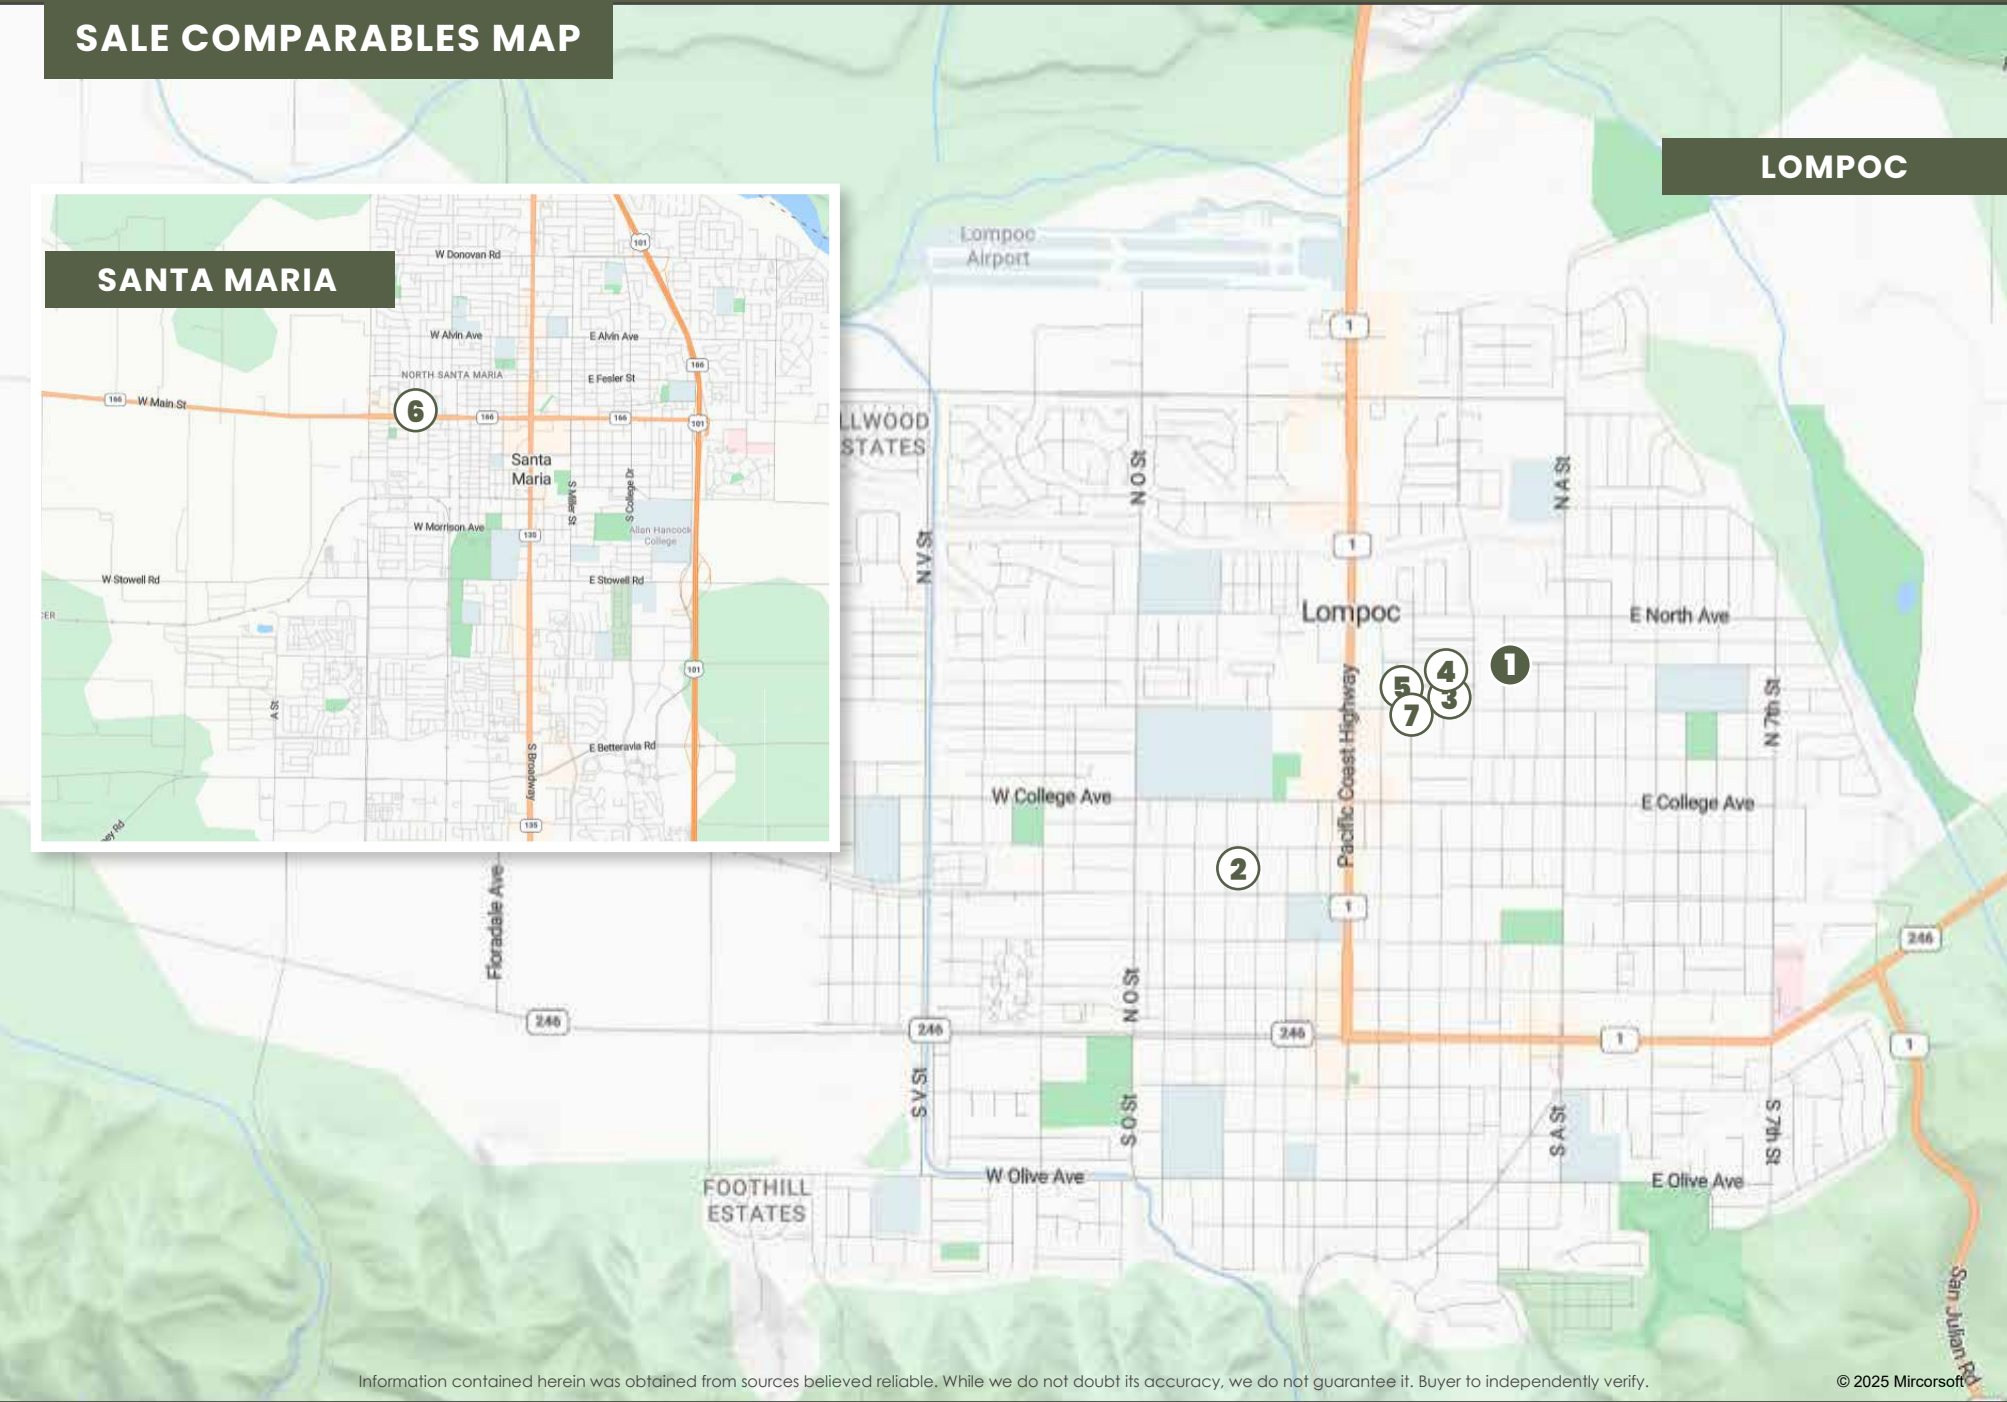 SALE COMPARABLES MAP
LOMPOC
SANTA MARIA
W Donovan Rd
101
W Alvin Ave
E Alvin Ave
166
NORTH SANTA MARIA
E Fesler St
166
W Main St
6
166
166
101
Santa
Maria
S Miller St
S College Dr
W Morrison Ave
135
Allan Hancock
College
W Stowell Rd
E Stowell Rd
CER
101
A St
S Broadway
E Betteravia Rd
135
ey Rd
Lompoc
Airport
1
LLWOOD
STATES
N O St
N A St
N V St
1
Lompoc
E North Ave
1
4
5
3
7
N 7th St
Pacific Coast Highway
W College Ave
E College Ave
2
1
Floradale Ave
246
N O St
246
246
246
1
1
S V St
S O St
S A St
S 7th St
W Olive Ave
E Olive Ave
FOOTHILL
ESTATES
San Julian Rd
Information contained herein was obtained from sources believed reliable. While we do not doubt its accuracy, we do not guarantee it. Buyer to independently verify.
© 2025 Mircorsoft